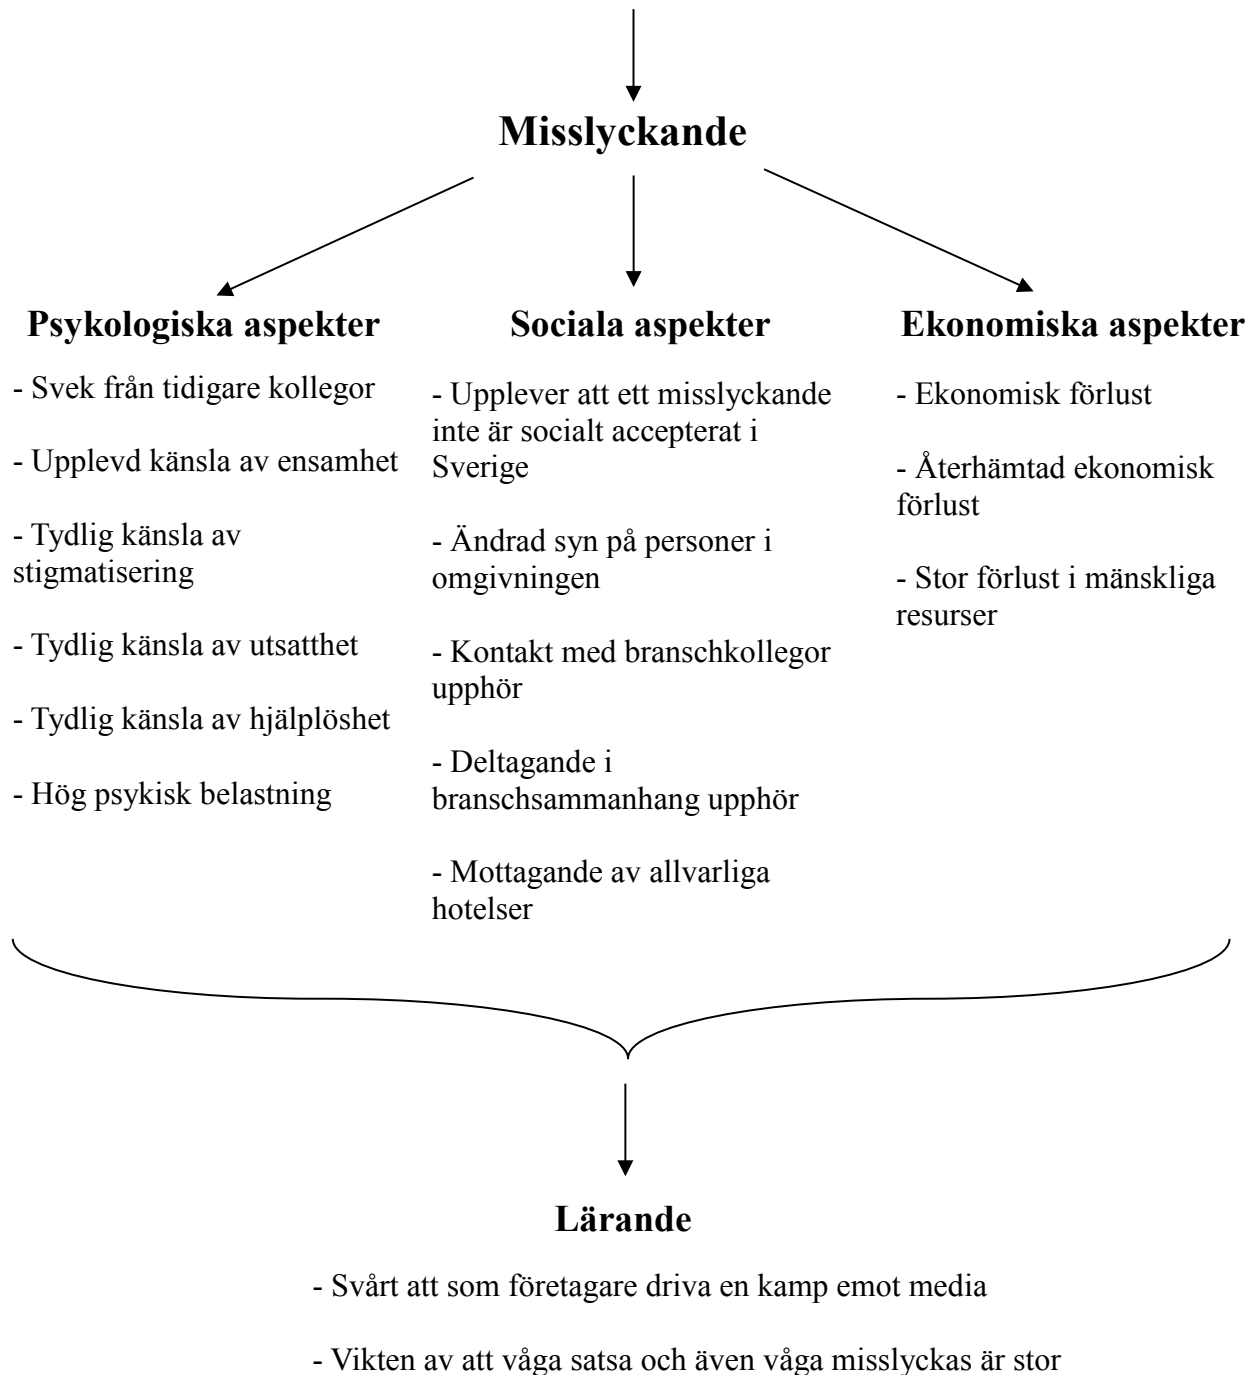 Misslyckande
Psykologiska aspekter
- Svek från tidigare kollegor
- Upplevd känsla av ensamhet
- Tydlig känsla av
stigmatisering
- Tydlig känsla av utsatthet
- Tydlig känsla av hjälplöshet
- Hög psykisk belastning
Sociala aspekter
- Upplever att ett misslyckande
inte är socialt accepterat i
Sverige
- Ändrad syn på personer i
omgivningen
- Kontakt med branschkollegor
upphör
- Deltagande i
branschsammanhang upphör
- Mottagande av allvarliga
hotelser
Ekonomiska aspekter
- Ekonomisk förlust
- Återhämtad ekonomisk
förlust
- Stor förlust i mänskliga
resurser
Lärande
- Svårt att som företagare driva en kamp emot media
- Vikten av att våga satsa och även våga misslyckas är stor